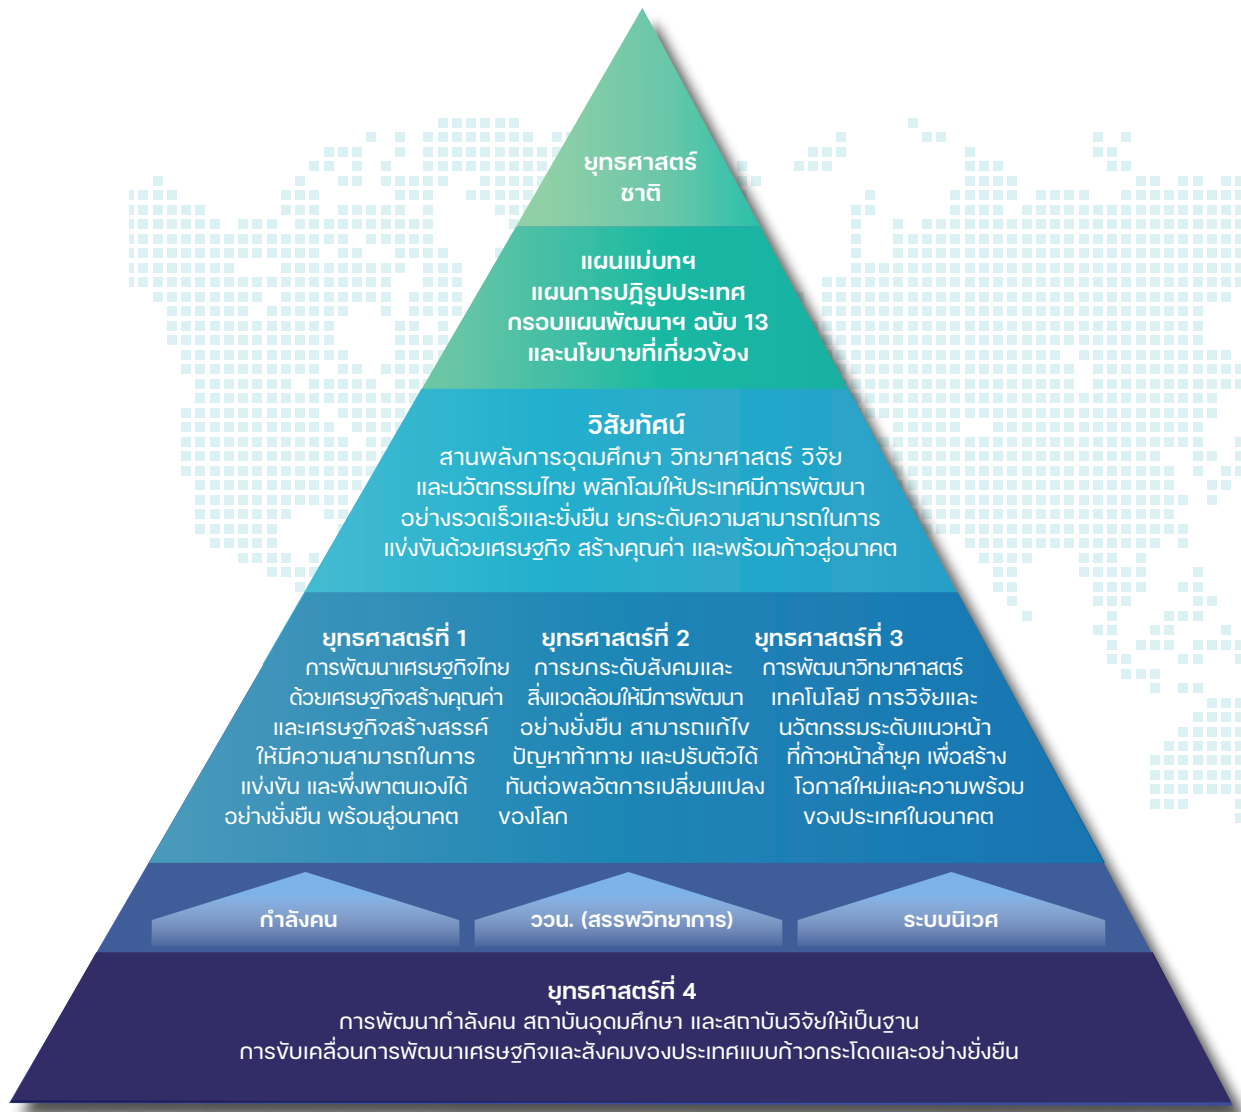 ยุทธศาสตร์
ชาติ
แผนแม่บทฯ
แผนการปฏิรูปประเทศ
กรอบแผนพัฒนาฯ ฉบับ 13
และนโยบายที่เกี่ยวข้อง
วิสัยทัศน์
สานพลังการอุดมศึกษา วิทยาศาสตร์ วิจัย
และนวัตกรรมไทย พลิกโฉมให้ประเทศมีการพัฒนา
อย่างรวดเร็วและยั่งยืน ยกระดับความสามารถในการ
แข่งขันด้วยเศรษฐกิจ สร้างคุณค่า และพร้อมก้าวสู่อนาคต
ยุทธศาสตร์ที่ 1
การพัฒนาเศรษฐกิจไทย
ด้วยเศรษฐกิจสร้างคุณค่า
และเศรษฐกิจสร้างสรรค์
ให้มีความสามารถในการ
แข่งขัน และพึ่งพาตนเองได้
อย่างยั่งยืน พร้อมสู่อนาคต
ยุทธศาสตร์ที่ 2
การยกระดับสังคมและ
สิ่งแวดล้อมให้มีการพัฒนา
อย่างยั่งยืน สามารถแก้ไข
ปัญหาท้าทาย และปรับตัวได้
ทันต่อพลวัตการเปลี่ยนแปลง
ของโลก
ยุทธศาสตร์ที่ 3
การพัฒนาวิทยาศาสตร์
เทคโนโลยี การวิจัยและ
นวัตกรรมระดับแนวหน้า
ที่ก้าวหน้าล้ำยุค เพื่อสร้าง
โอกาสใหม่และความพร้อม
ของประเทศในอนาคต
กำลังคน
ววน. (สรรพวิทยาการ)
ระบบนิเวศ
ยุทธศาสตร์ที่ 4
การพัฒนากำลังคน สถาบันอุดมศึกษา และสถาบันวิจัยให้เป็นฐาน
การขับเคลื่อนการพัฒนาเศรษฐกิจและสังคมของประเทศแบบก้าวกระโดดและอย่างยั่งยืน